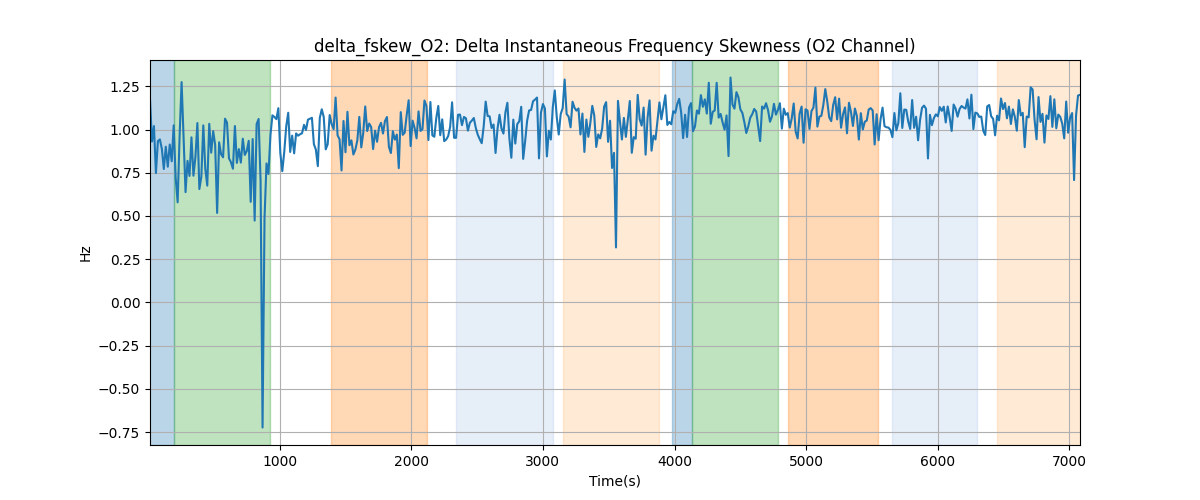 delta_fskew_O2: Delta Instantaneous Frequency Skewness (O2 Channel)
Hz
1.25
1.00
0.75
0.50
0.25
0.00
−0.25
−0.50
−0.75
1000 2000 3000 4000 5000 6000 7000
Time(s)